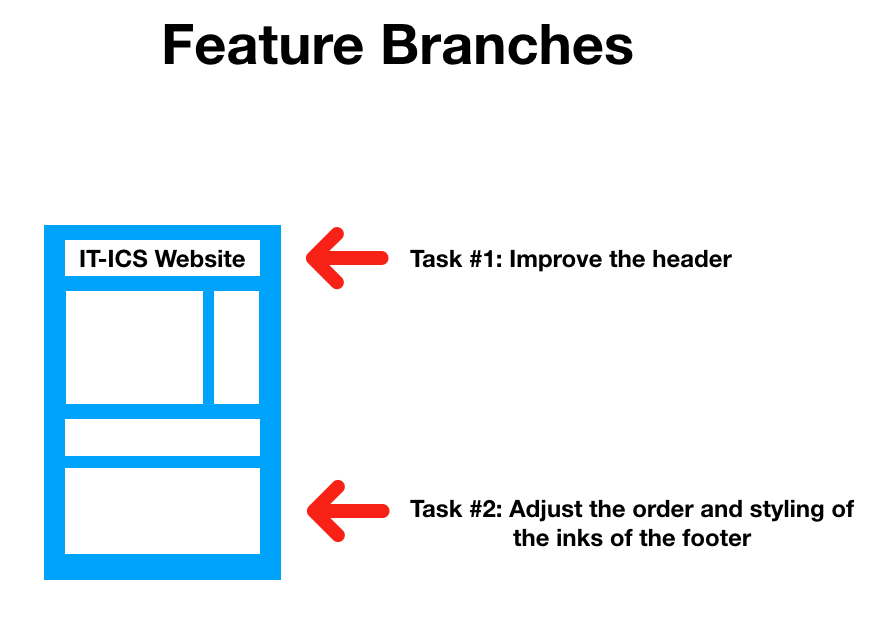 Feature Branches
IT-ICS Website
Task #1: Improve the header
Task #2: Adjust the order and styling of
the inks of the footer